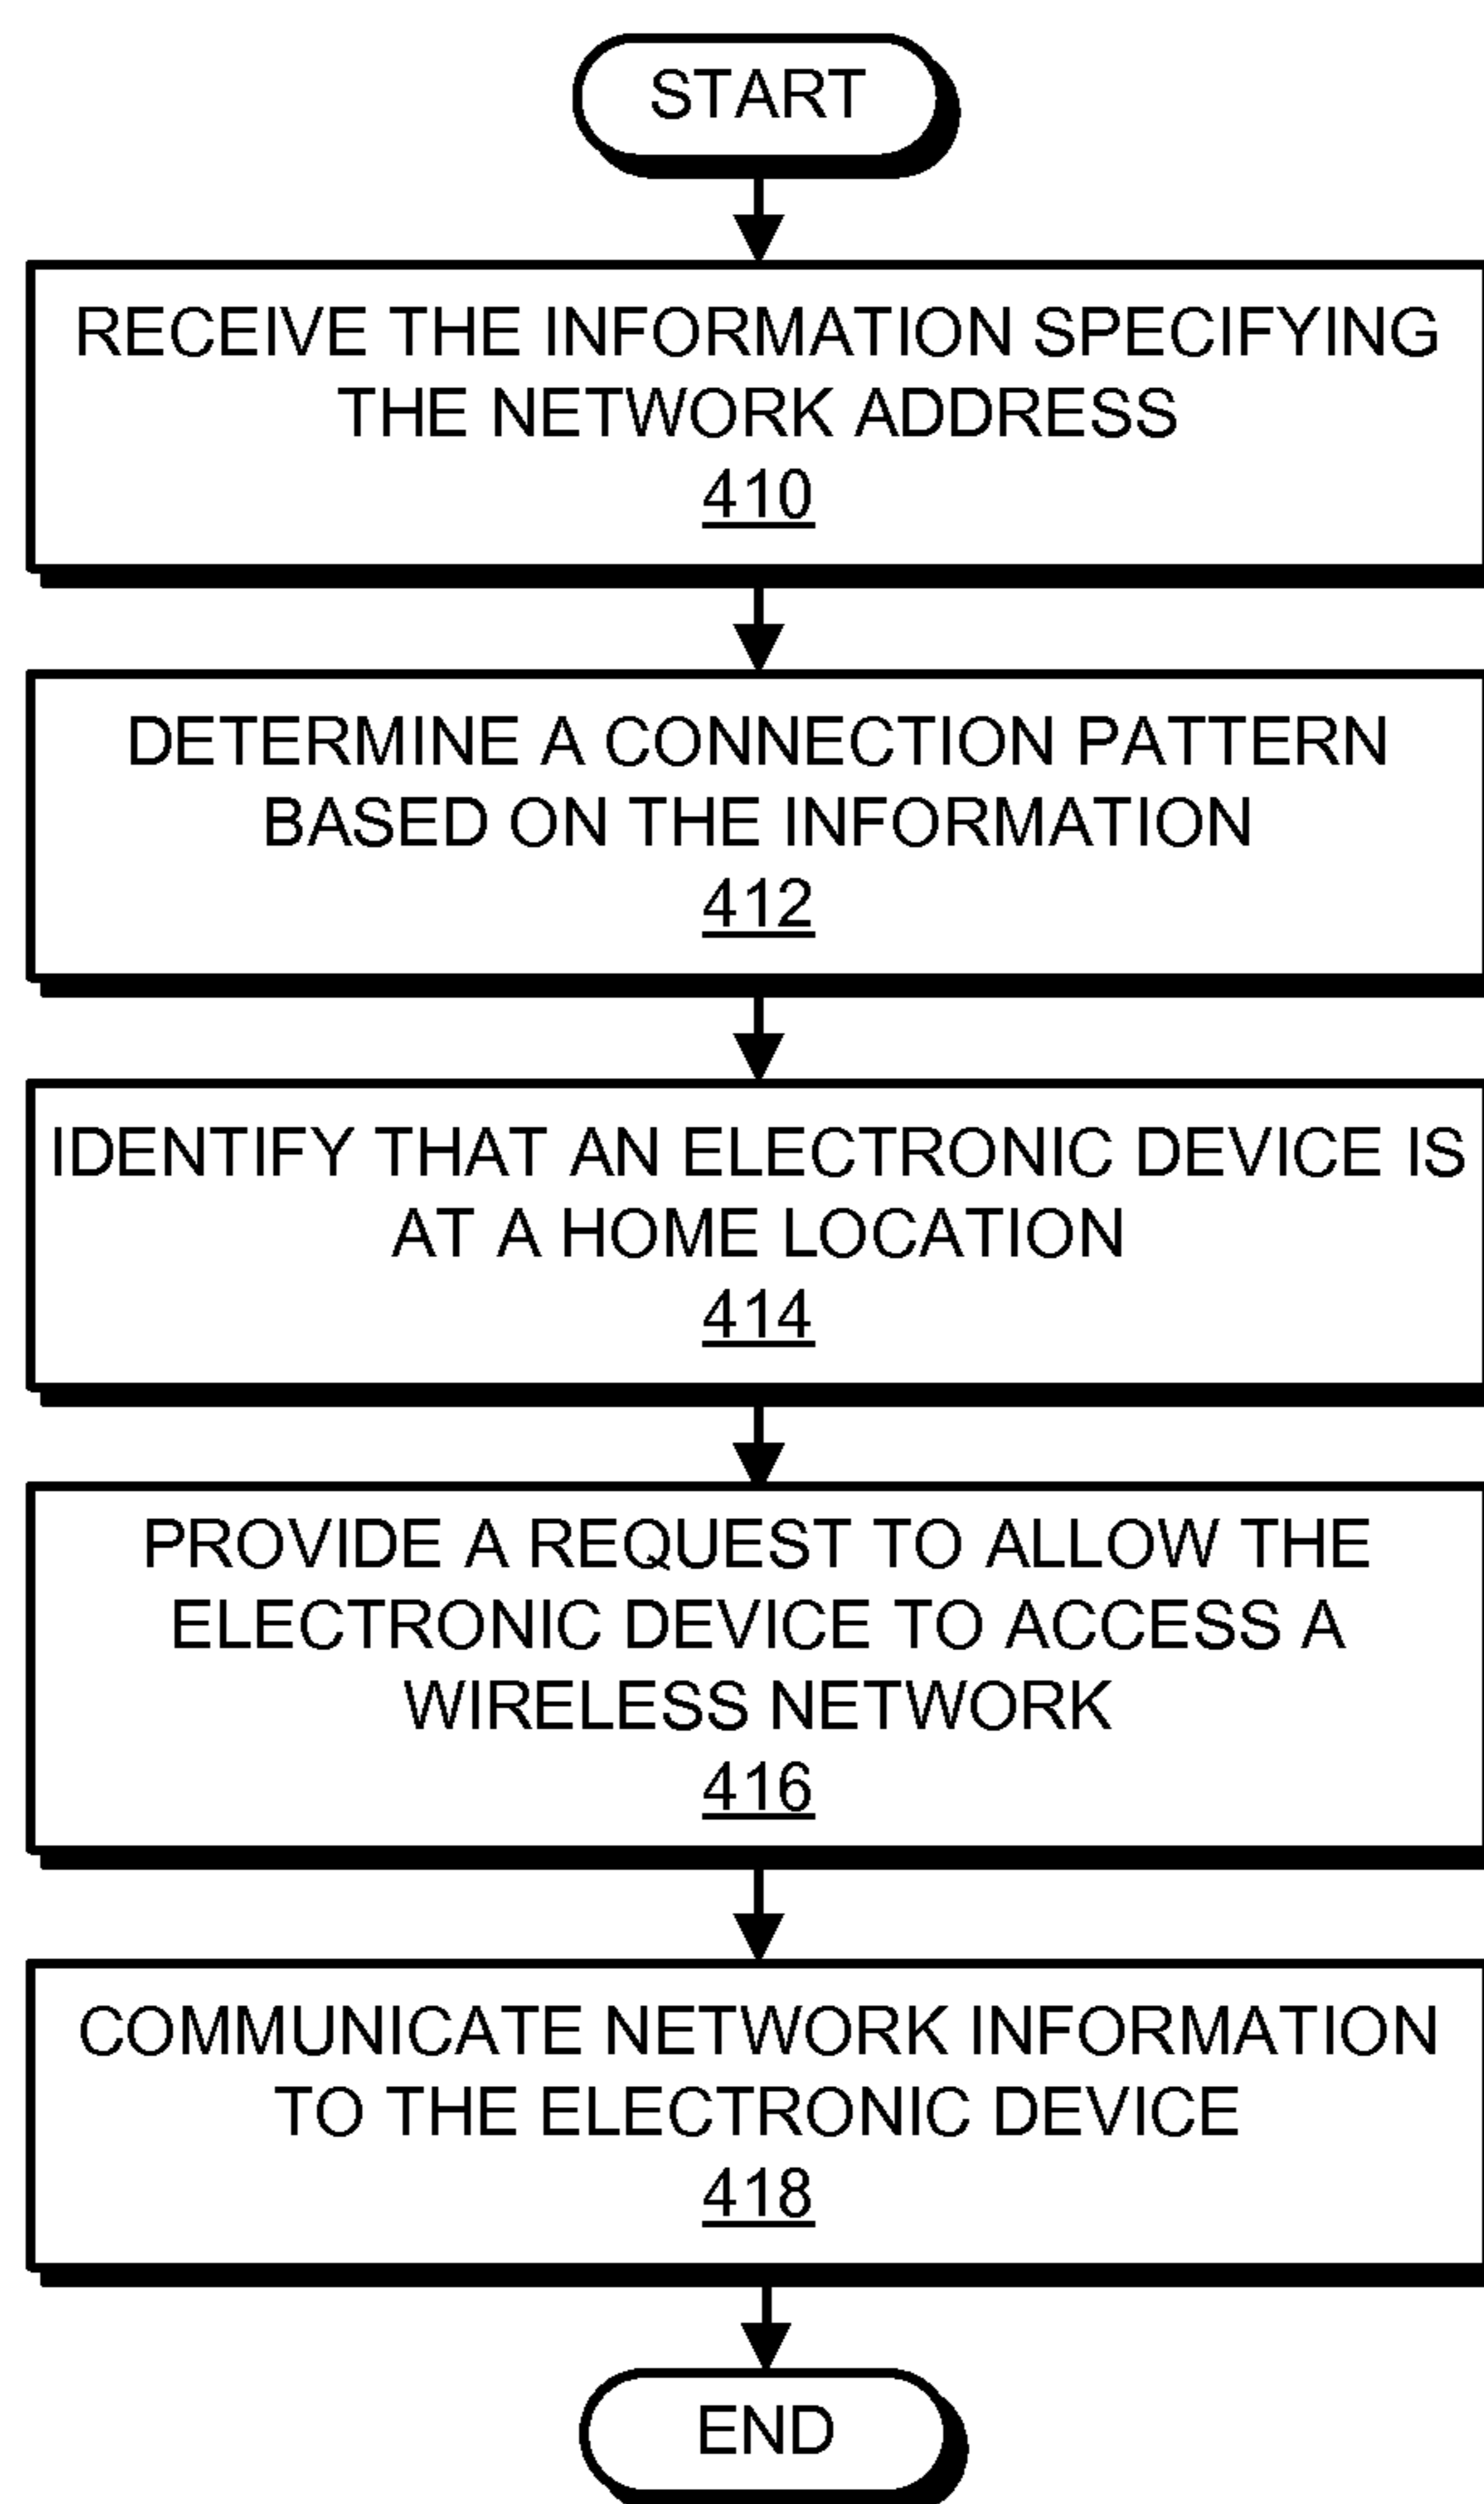 START
RECEIVE THE INFORMATION SPECIFYING
THE NETWORK ADDRESS
410
DETERMINE A CONNECTION PATTERN
BASED ON THE INFORMATION
412
IDENTIFY THAT AN ELECTRONIC DEVICE IS
AT A HOME LOCATION
414
PROVIDE A REQUEST TO ALLOW THE
ELECTRONIC DEVICE TO ACCESS A
WIRELESS NETWORK
416
COMMUNICATE NETWORK INFORMATION
TO THE ELECTRONIC DEVICE
418
END